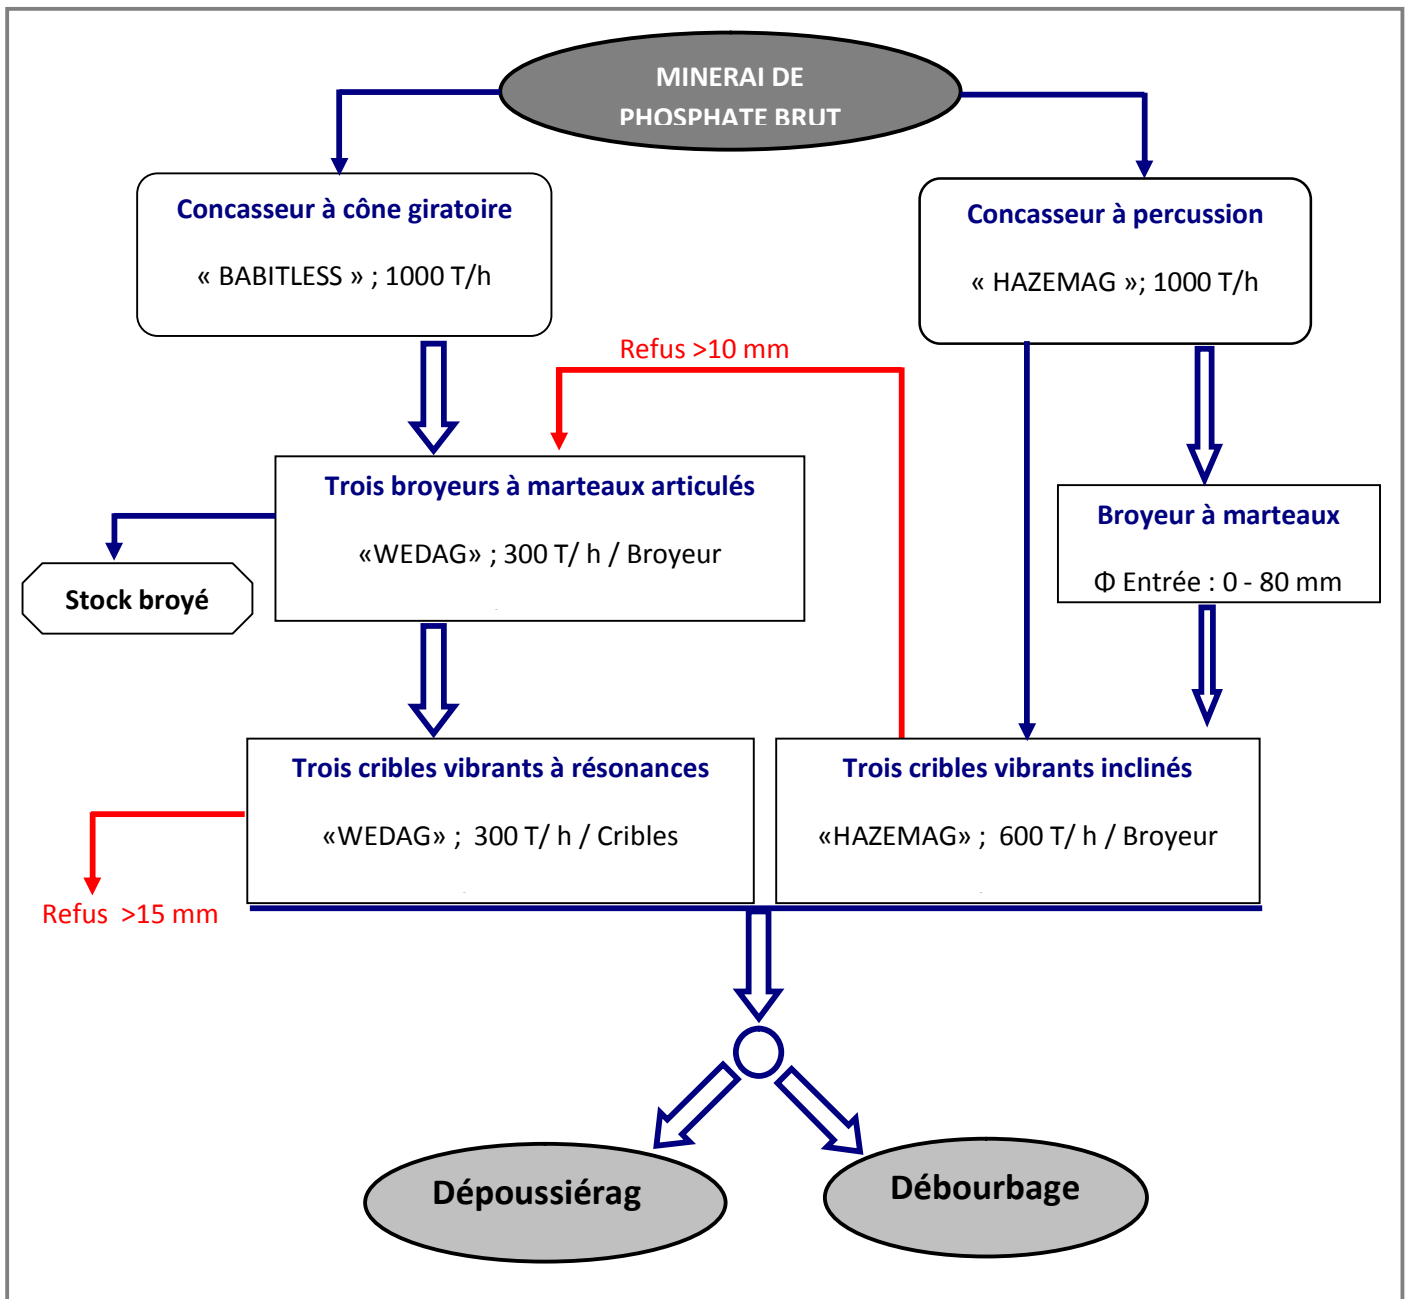 MINERAI DE
PHOSPHATE BRUT
Concasseur à cône giratoire
« BABITLESS » ; 1000 T/h
Concasseur à percussion
« HAZEMAG »; 1000 T/h
Refus >10 mm
Trois broyeurs à marteaux articulés
«WEDAG» ; 300 T/ h / Broyeur
Broyeur à marteaux
Φ Entrée : 0 - 80 mm
Stock broyé
Trois cribles vibrants à résonances
«WEDAG» ; 300 T/ h / Cribles
Trois cribles vibrants inclinés
«HAZEMAG» ; 600 T/ h / Broyeur
Refus >15 mm
Dépoussiérag
Débourbage